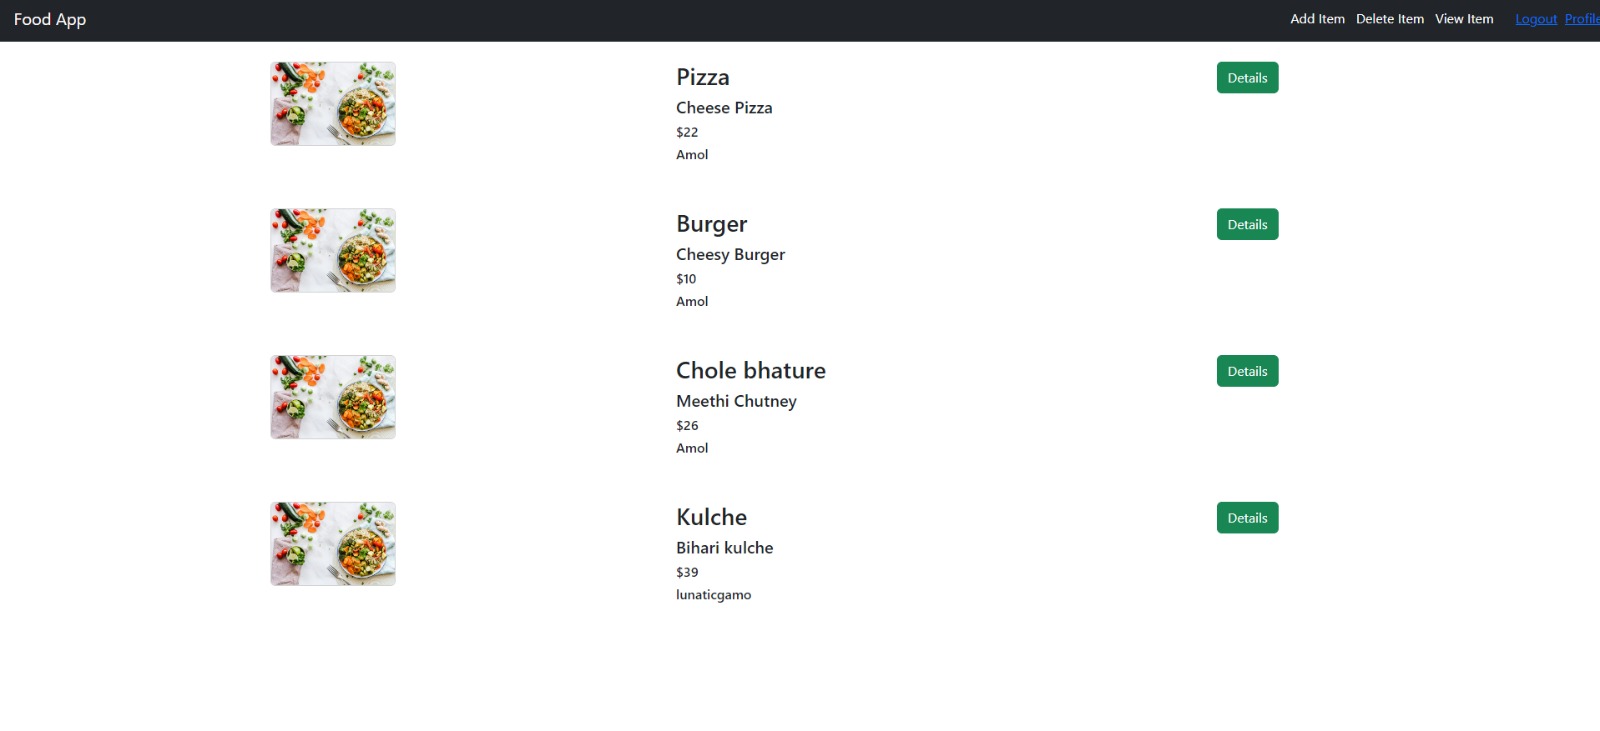 Food App Add Item Delete Item View Item Logout Profile
Pizza Details
Cheese Pizza
$22
Amol
Burger Details
Cheesy Burger
$10
Amol
Chole bhature Details
Meethi Chutney
$26
Amol
Kulche Details
Bihari kulche
$39
lunaticgamo